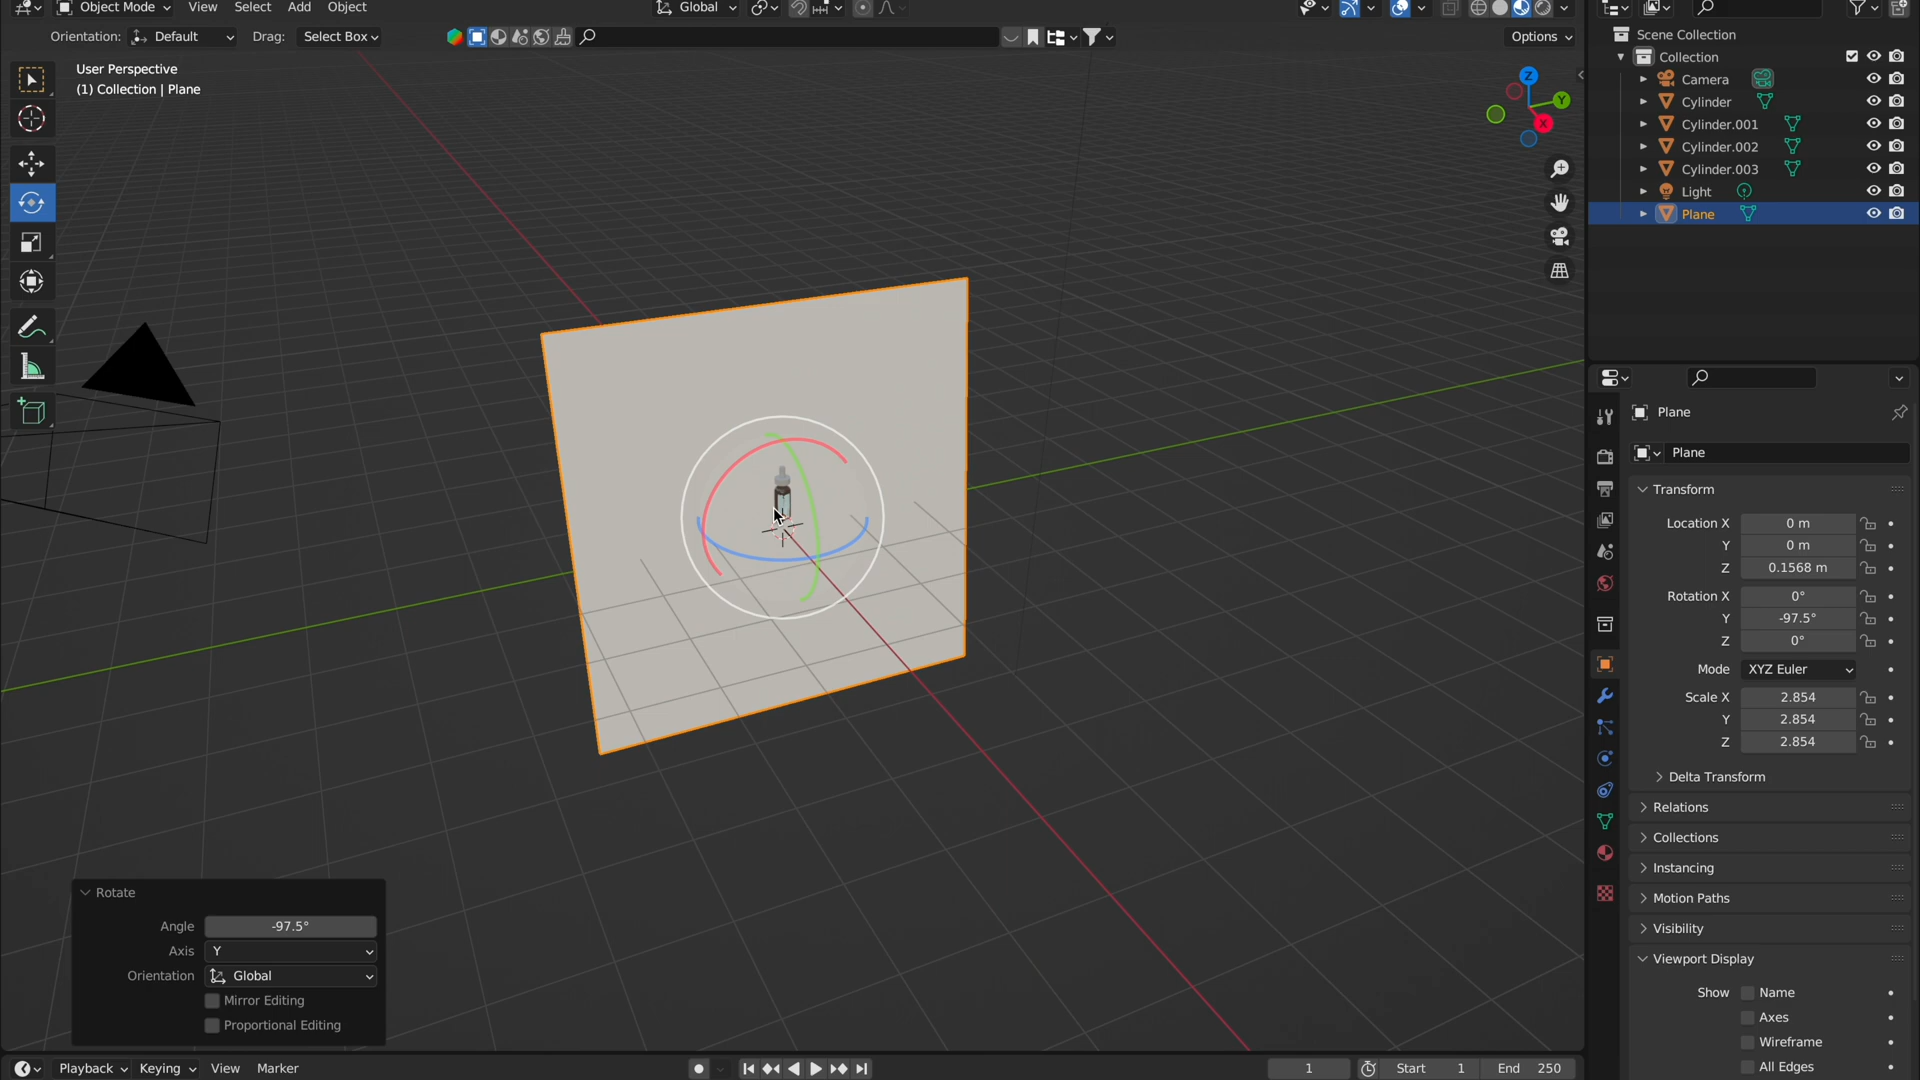 Object Mode View Select Add Object Global
Orientation: Default Drag: Select Box Options
User Perspective
(1) Collection | Plane
Z
Y
X
Scene Collection
Collection
Camera
Cylinder
Cylinder.001
Cylinder.002
Cylinder.003
Light
Plane
Plane
Plane
Transform
Location X 0 m
Y 0 m
Z 0.1568 m
Rotation X 0°
Y -97.5°
Z 0°
Mode XYZ Euler
Scale X 2.854
Y 2.854
Z 2.854
Delta Transform
Relations
Collections
Instancing
Motion Paths
Visibility
Viewport Display
Show Name
Axes
Wireframe
All Edges
Rotate
Angle -97.5°
Axis Y
Orientation Global
Mirror Editing
Proportional Editing
Playback Keying View Marker 1 Start 1 End 250